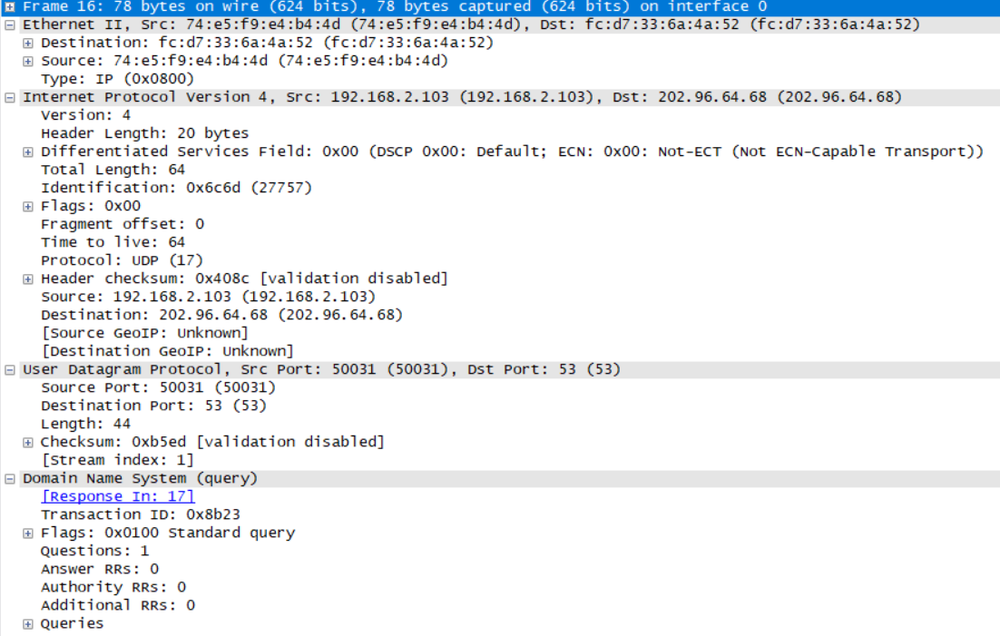 Frame 16: 78 bytes on wire (624 bits), 78 bytes captured (624 bits) on interface 0
Ethernet II, Src: 74:e5:f9:e4:b4:4d (74:e5:f9:e4:b4:4d), Dst: fc:d7:33:6a:4a:52 (fc:d7:33:6a:4a:52)
Destination: fc:d7:33:6a:4a:52 (fc:d7:33:6a:4a:52)
Source: 74:e5:f9:e4:b4:4d (74:e5:f9:e4:b4:4d)
Type: IP (0x0800)
Internet Protocol Version 4, Src: 192.168.2.103 (192.168.2.103), Dst: 202.96.64.68 (202.96.64.68)
Version: 4
Header Length: 20 bytes
Differentiated Services Field: 0x00 (DSCP 0x00: Default; ECN: 0x00: Not-ECT (Not ECN-Capable Transport))
Total Length: 64
Identification: 0x6c6d (27757)
Flags: 0x00
Fragment offset: 0
Time to live: 64
Protocol: UDP (17)
Header checksum: 0x408c [validation disabled]
Source: 192.168.2.103 (192.168.2.103)
Destination: 202.96.64.68 (202.96.64.68)
[Source GeoIP: Unknown]
[Destination GeoIP: Unknown]
User Datagram Protocol, Src Port: 50031 (50031), Dst Port: 53 (53)
Source Port: 50031 (50031)
Destination Port: 53 (53)
Length: 44
Checksum: 0xb5ed [validation disabled]
[Stream index: 1]
Domain Name System (query)
[Response In: 17]
Transaction ID: 0x8b23
Flags: 0x0100 Standard query
Questions: 1
Answer RRs: 0
Authority RRs: 0
Additional RRs: 0
Queries